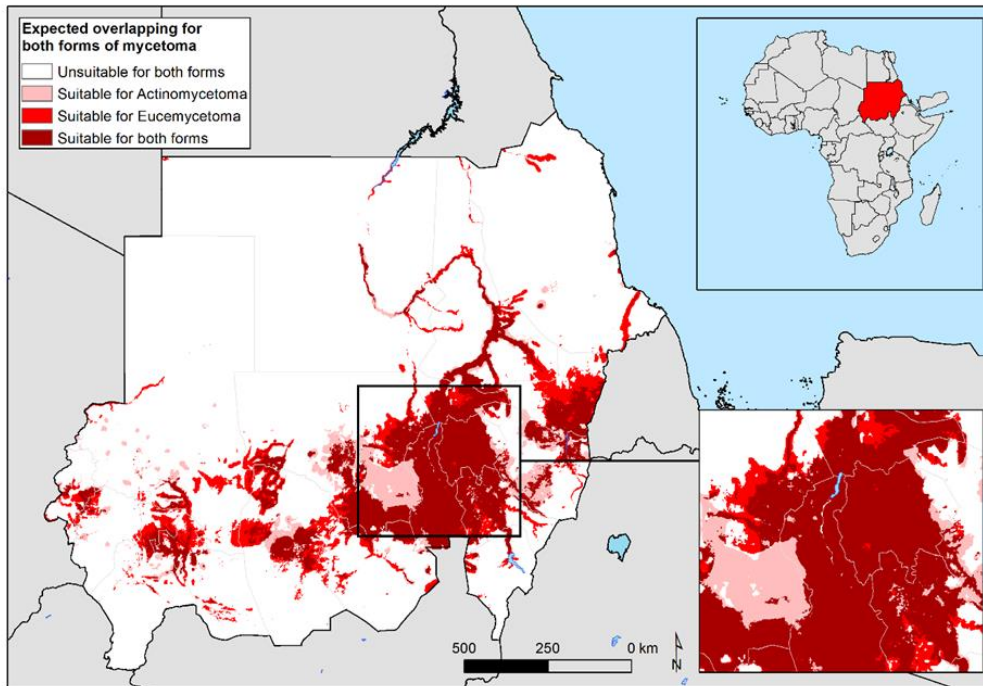 Expected overlapping for
both forms of mycetoma
Unsuitable for both forms
Suitable for Actinomycetoma
Suitable for Eucemycetoma
Suitable for both forms
500 250 0 km
N